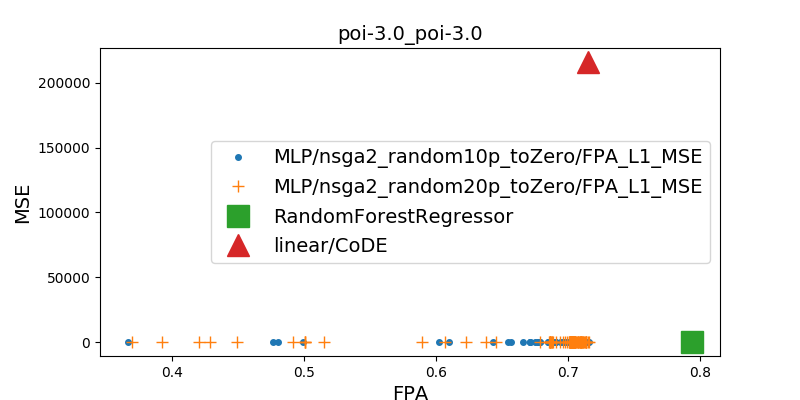 poi-3.0_poi-3.0
200000
150000
100000
50000
0
MSE
MLP/nsga2_random10p_toZero/FPA_L1_MSE
MLP/nsga2_random20p_toZero/FPA_L1_MSE
RandomForestRegressor
linear/CoDE
0.4 0.5 0.6 0.7 0.8
FPA